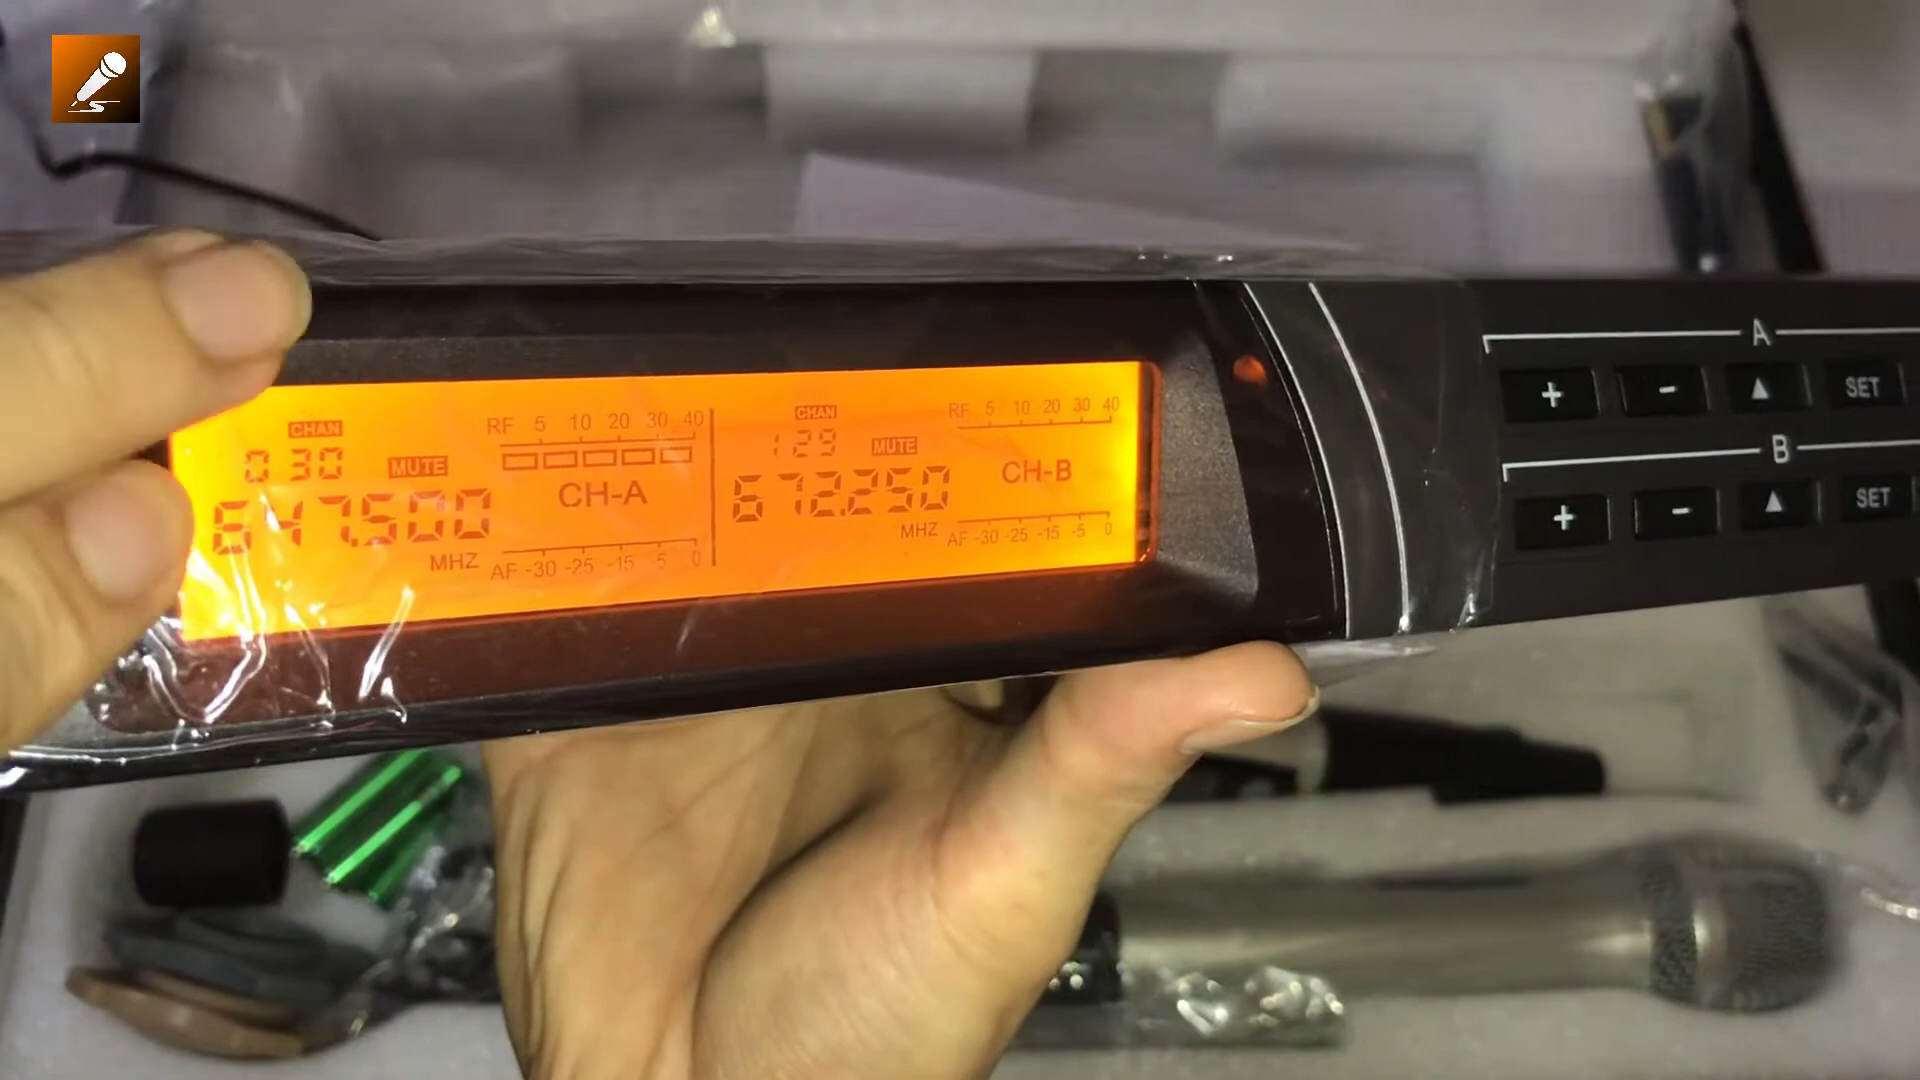 CHAN
030 MUTE
647.500
MHZ
RF 5 10 20 30 40
CH-A
AF -30 -25 -15 -5 0
CHAN
129 MUTE
672.250
MHZ
RF 5 10 20 30 40
CH-B
AF -30 -25 -15 -5 0
A
+ - ▲ SET
B
+ - ▲ SET